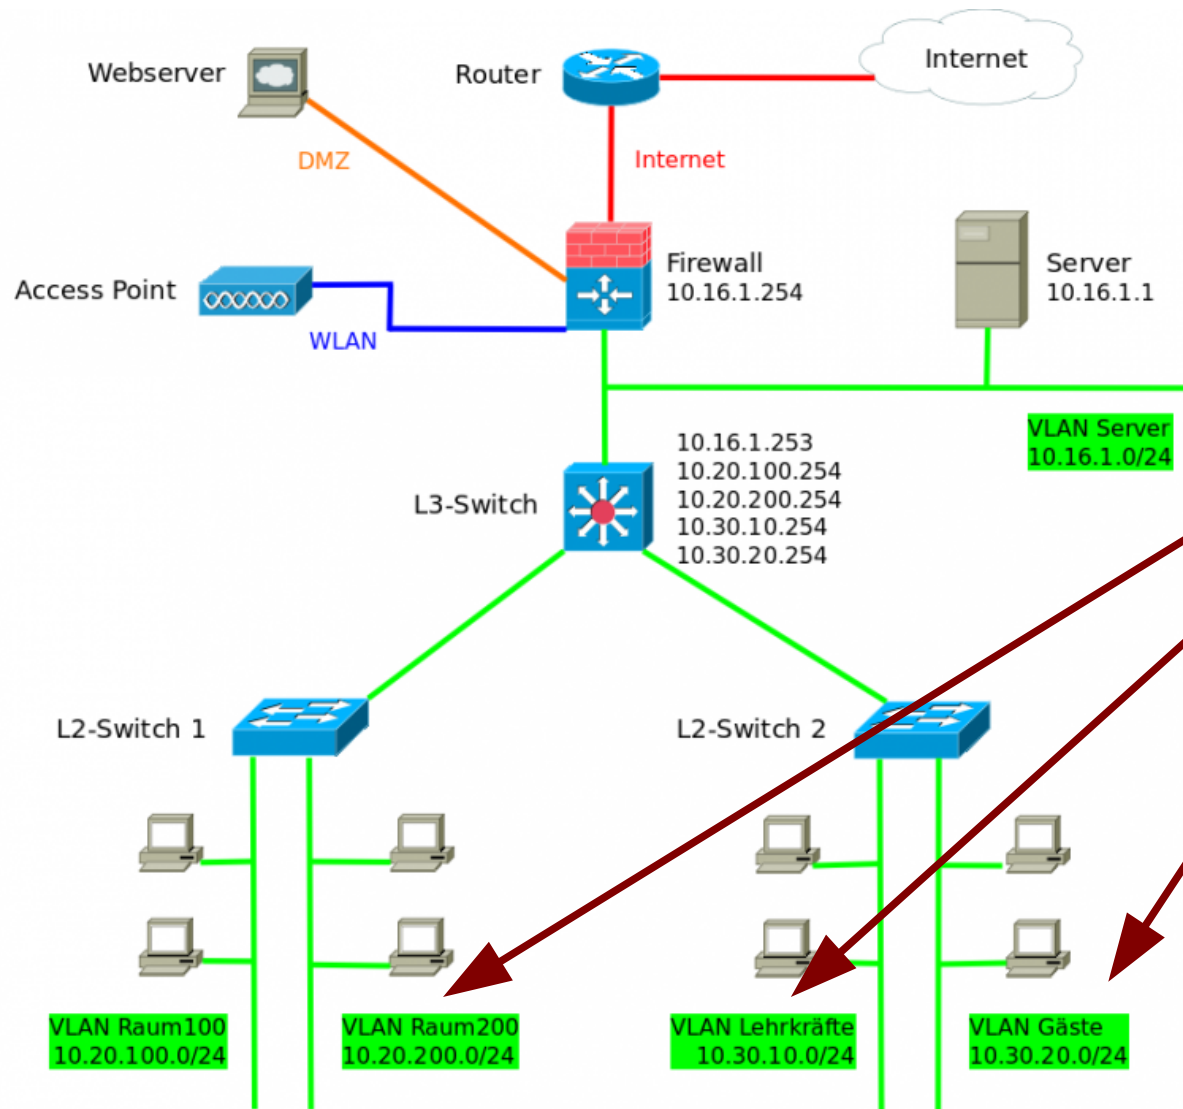 Webserver
Router
Internet
DMZ
Internet
Access Point
WLAN
Firewall
10.16.1.254
Server
10.16.1.1
VLAN Server
10.16.1.0/24
L3-Switch
10.16.1.253
10.20.100.254
10.20.200.254
10.30.10.254
10.30.20.254
L2-Switch 1
L2-Switch 2
VLAN Raum100
10.20.100.0/24
VLAN Raum200
10.20.200.0/24
VLAN Lehrkräfte
10.30.10.0/24
VLAN Gäste
10.30.20.0/24